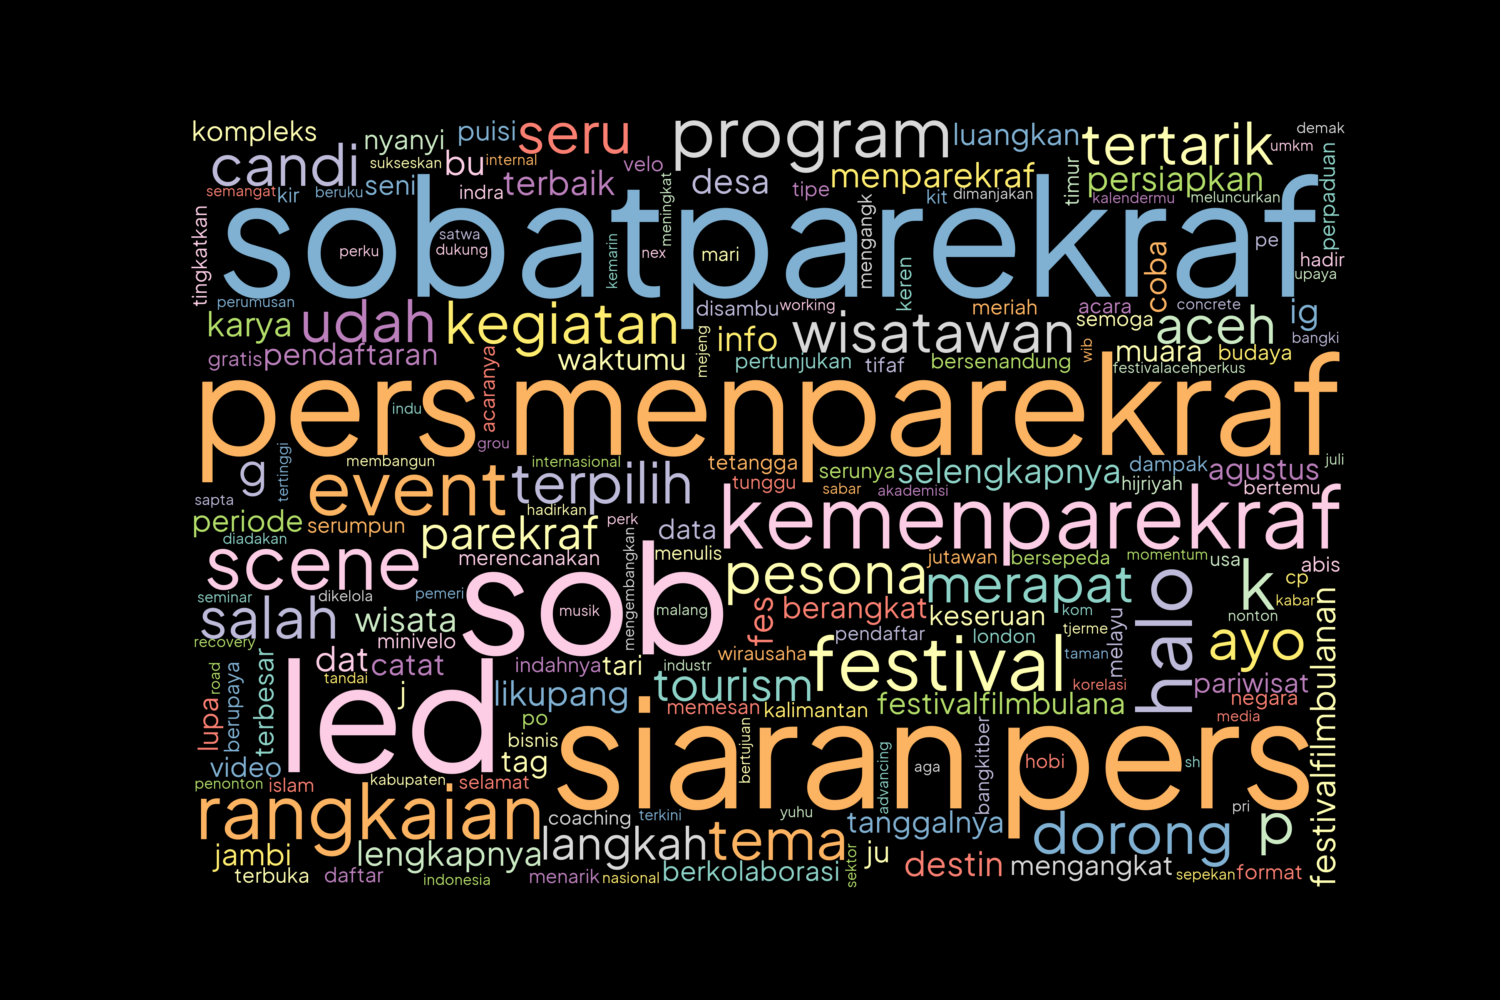 kompleks
nyanyi
puisi
seru
program
luangkan
tertarik
demak
umkm
candi
sukseskan
bu
internal
velo
menparekraf
timur
perpaduan
semangat
kir
beruku
seni
indra
terbaik
meningkat
desa
tipe
kit
dimanjakan
persiapkan
kalendermu
meluncurkan
tingkatkan
sobatparekraf
perku
satwa
dukung
kemarin
nex
mari
mengangk
keren
coba
pe
hadir
upaya
perumusan
disambu
working
meriah
acara
concrete
ig
karya
udah
kegiatan
mejeng
info
wisatawan
semoga
aceh
bangki
gratis
pendaftaran
acaranya
waktumu
pertunjukan
tifaf
bersenandung
wib
muara
budaya
festivalacehperkus
pers
menparekraf
indu
grou
g
tertinggi
membangun
internasional
tetangga
serunya
selengkapnya
dampak
agustus
juli
sapta
event
terpilih
tunggu
sabar
akademisi
hijriyah
bertemu
hadirkan
periode
serumpun
parekraf
perk
data
kemenparekraf
diadakan
scene
merencanakan
mengembangkan
menulis
jutawan
bersepeda
momentum
usa
abis
seminar
dikelola
pemeri
sob
musik
malang
pesona
merapat
halo
k
cp
kabar
salah
wisata
fes
berangkat
keseruan
kom
melayu
nonton
festivalfilmbulanan
recovery
minivelo
pendaftar
london
tjerme
ayo
lupa
road
berupaya
terbesar
dat
tandai
catat
indahnya
tari
industr
wirausaha
festival
taman
korelasi
pariwisat
led
j
likupang
tourism
memesan
kalimantan
festivalfilmbulana
negara
media
po
bisnis
tag
siaran
pers
bertujuan
advancing
aga
bangkitber
hobi
sh
video
penonton
islam
kabupaten
selamat
rangkaian
coaching
terkini
yuhu
tanggalnya
dorong
pri
p
jambi
lengkapnya
langkah
tema
sektor
ju
destin
mengangkat
terbuka
daftar
indonesia
menarik
nasional
berkolaborasi
sepekan
format